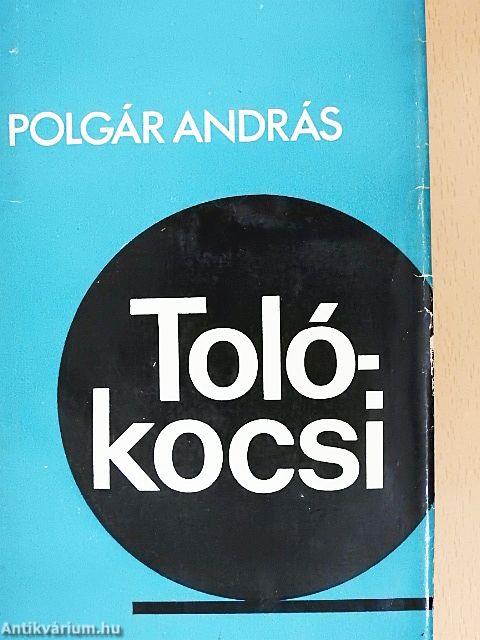 POLGÁR ANDRÁS
Toló-
kocsi
Antikvárium.hu